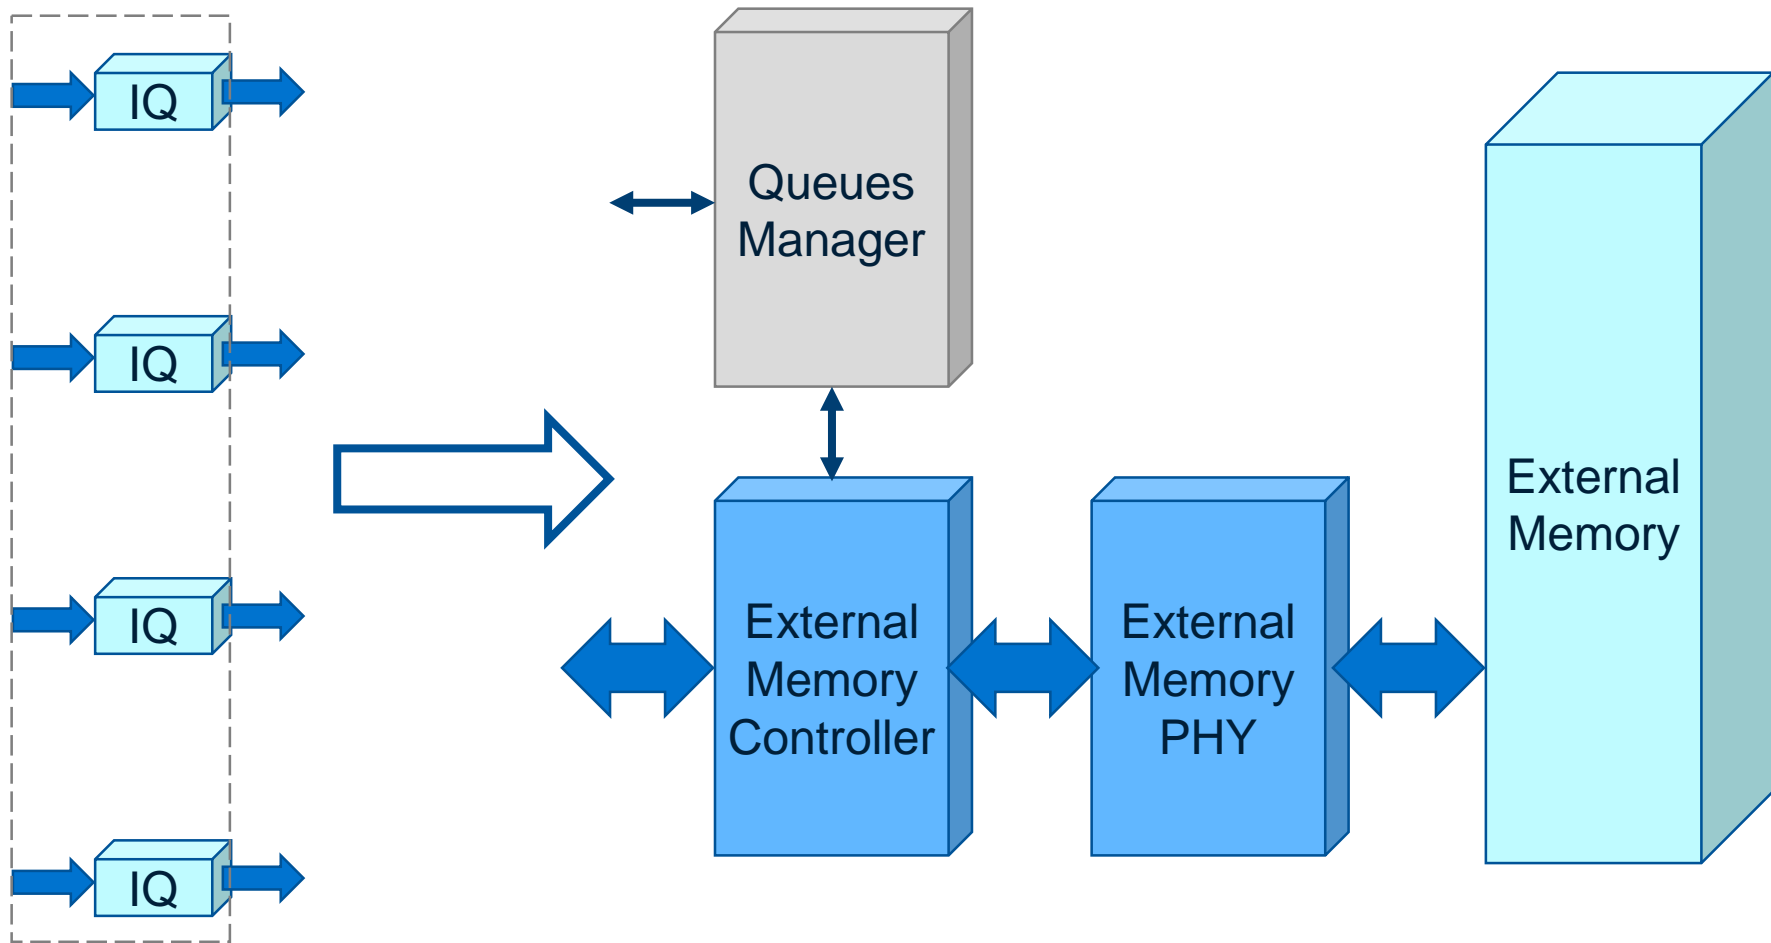 IQ
IQ
IQ
IQ
Queues
Manager
External
Memory
Controller
External
Memory
PHY
External
Memory